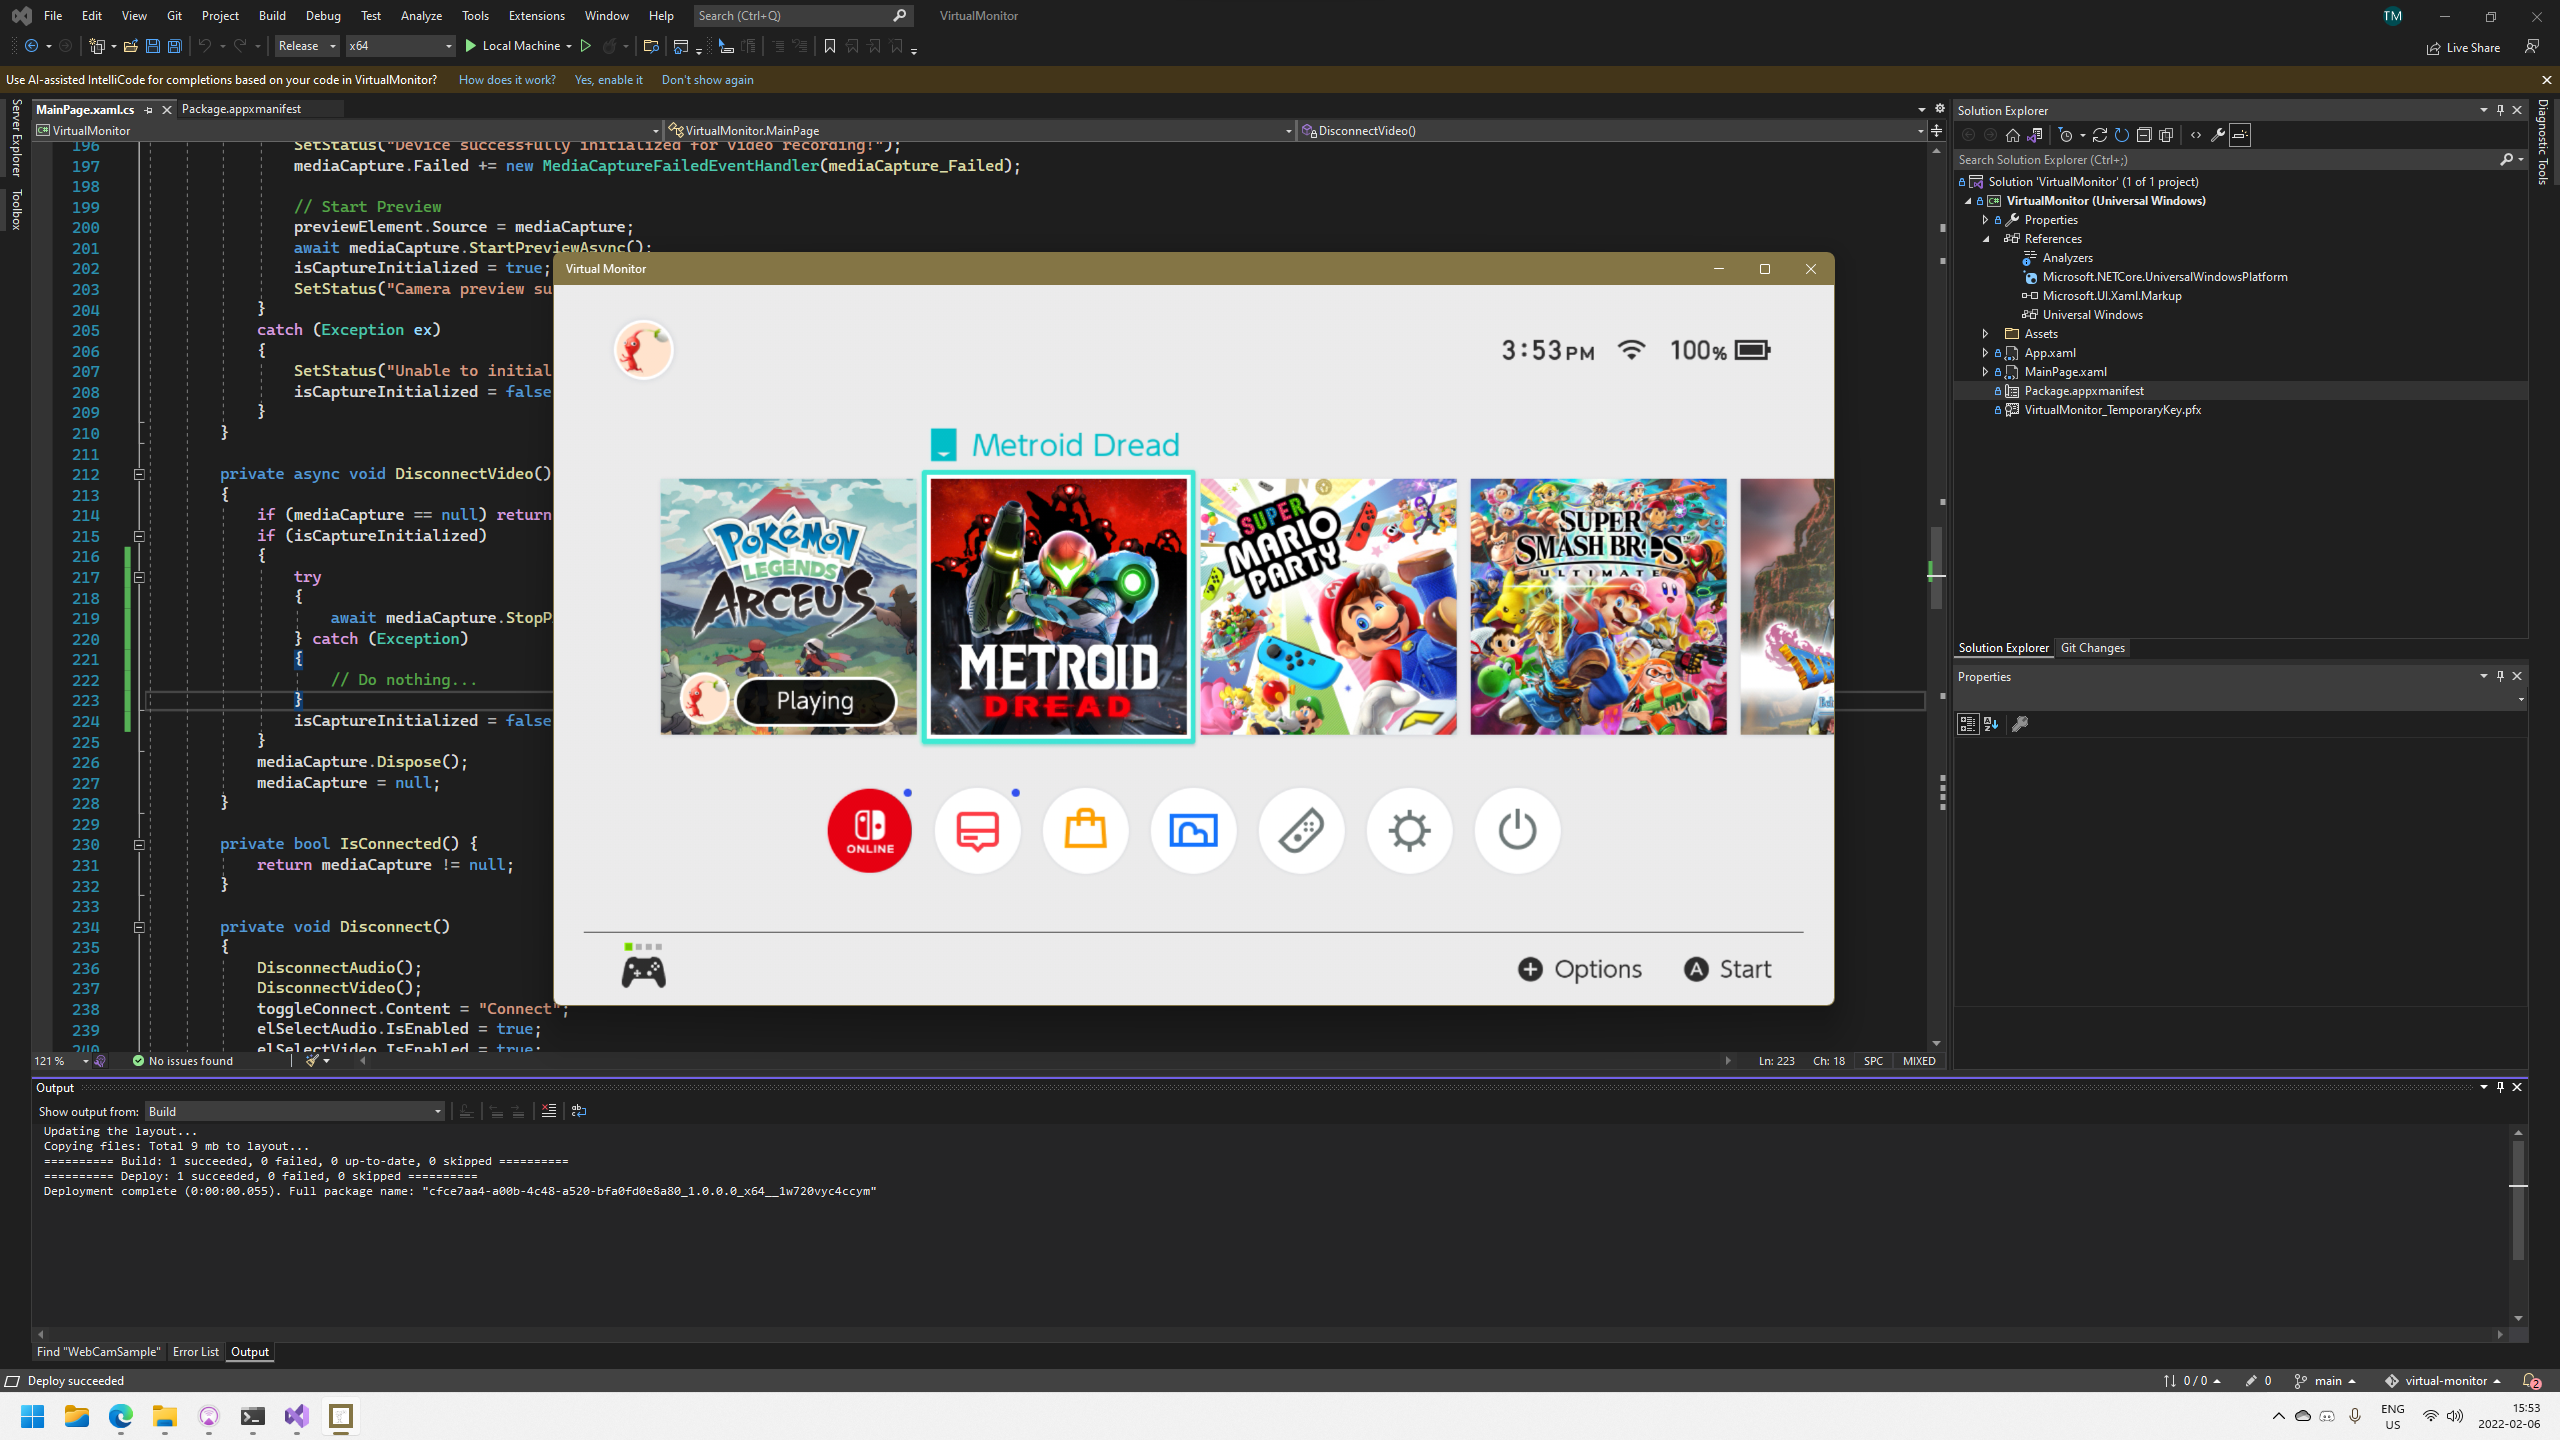 File Edit View Git Project Build Debug Test Analyze Tools Extensions Window Help Search (Ctrl+Q) VirtualMonitor TM
Release x64 Local Machine Live Share
Use AI-assisted IntelliCode for completions based on your code in VirtualMonitor? How does it work? Yes, enable it Don't show again
Server Explorer
Toolbox
MainPage.xaml.cs Package.appxmanifest
VirtualMonitor VirtualMonitor.MainPage DisconnectVideo()
196 SetStatus("Device successfully initialized for video recording!");
197 mediaCapture.Failed += new MediaCaptureFailedEventHandler(mediaCapture_Failed);
198
199 // Start Preview
200 previewElement.Source = mediaCapture;
201 await mediaCapture.StartPreviewAsync();
202 isCaptureInitialized = true;
203 SetStatus("Camera preview su
204 }
205 catch (Exception ex)
206 {
207 SetStatus("Unable to initial
208 isCaptureInitialized = false
209 }
210 }
211
212 private async void DisconnectVideo()
213 {
214 if (mediaCapture == null) return
215 if (isCaptureInitialized)
216 {
217 try
218 {
219 await mediaCapture.StopP
220 } catch (Exception)
221 {
222 // Do nothing...
223 }
224 isCaptureInitialized = false
225 }
226 mediaCapture.Dispose();
227 mediaCapture = null;
228 }
229
230 private bool IsConnected() {
231 return mediaCapture != null;
232 }
233
234 private void Disconnect()
235 {
236 DisconnectAudio();
237 DisconnectVideo();
238 toggleConnect.Content = "Connect";
239 elSelectAudio.IsEnabled = true;
240 elSelectVideo.IsEnabled = true;
121 % No issues found Ln: 223 Ch: 18 SPC MIXED
Virtual Monitor
3:53 PM 100%
Metroid Dread
POKéMON
LEGENDS
ARCEUS
Playing
METROID
DREAD
SUPER
MARIO
PARTY
SUPER
SMASH BROS.
ULTIMATE
ONLINE
Options Start
Solution Explorer
Search Solution Explorer (Ctrl+;)
Solution 'VirtualMonitor' (1 of 1 project)
VirtualMonitor (Universal Windows)
Properties
References
Analyzers
Microsoft.NETCore.UniversalWindowsPlatform
Microsoft.UI.Xaml.Markup
Universal Windows
Assets
App.xaml
MainPage.xaml
Package.appxmanifest
VirtualMonitor_TemporaryKey.pfx
Solution Explorer Git Changes
Properties
Diagnostic Tools
Output
Show output from: Build
Updating the layout...
Copying files: Total 9 mb to layout...
========== Build: 1 succeeded, 0 failed, 0 up-to-date, 0 skipped ==========
========== Deploy: 1 succeeded, 0 failed, 0 skipped ==========
Deployment complete (0:00:00.055). Full package name: "cfce7aa4-a00b-4c48-a520-bfa0fd0e8a80_1.0.0.0_x64__1w720vyc4ccym"
Find "WebCamSample" Error List Output
Deploy succeeded 0 / 0 0 main virtual-monitor 2
ENG
US
15:53
2022-02-06